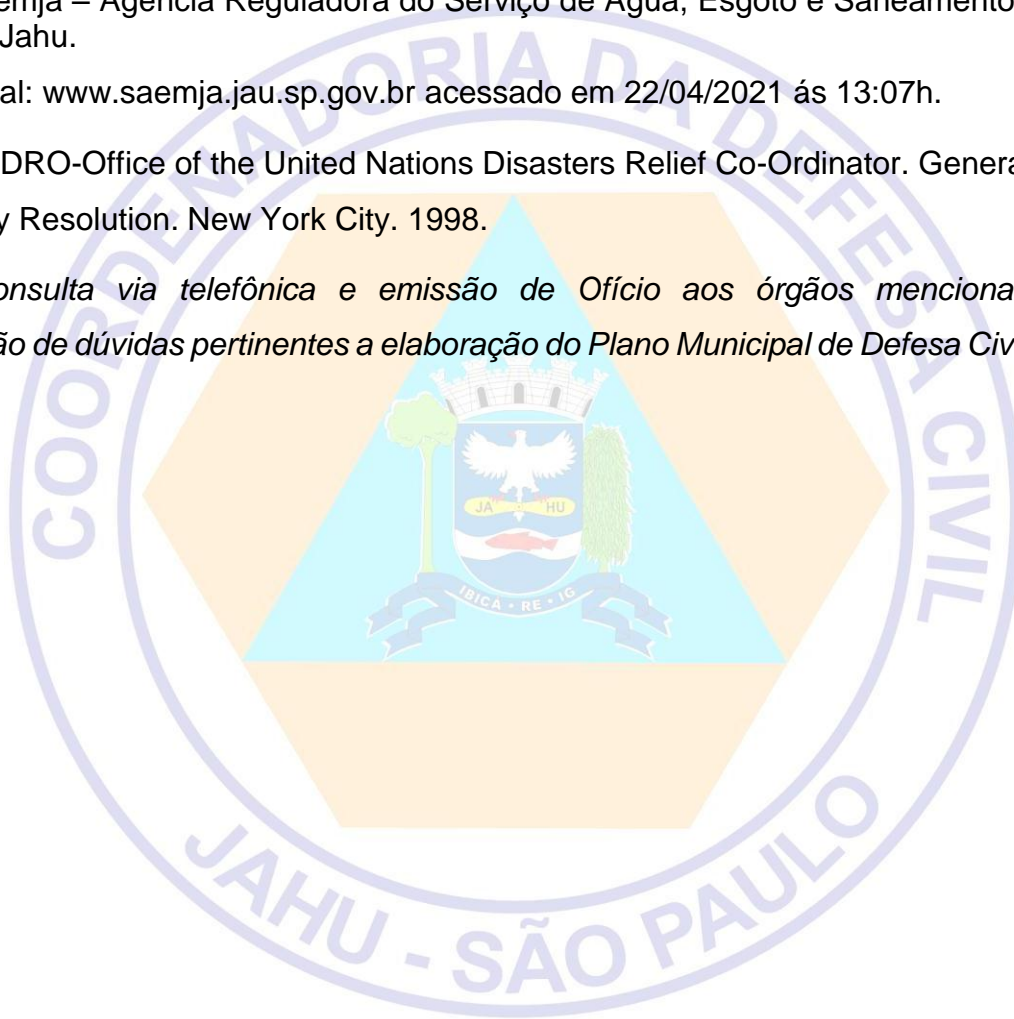 emja – Agência Reguladora do Serviço de Água, Esgoto e Saneamento
Jahu.
al: www.saemja.jau.sp.gov.br acessado em 22/04/2021 ás 13:07h.
DRO-Office of the United Nations Disasters Relief Co-Ordinator. Genera
y Resolution. New York City. 1998.
onsulta via telefônica e emissão de Ofício aos órgãos menciona
ão de dúvidas pertinentes a elaboração do Plano Municipal de Defesa Civ
COORDENADORIA DA DEFESA CIVIL
JA HU
IBICÁ • RE • IG
JAHU - SÃO PAULO